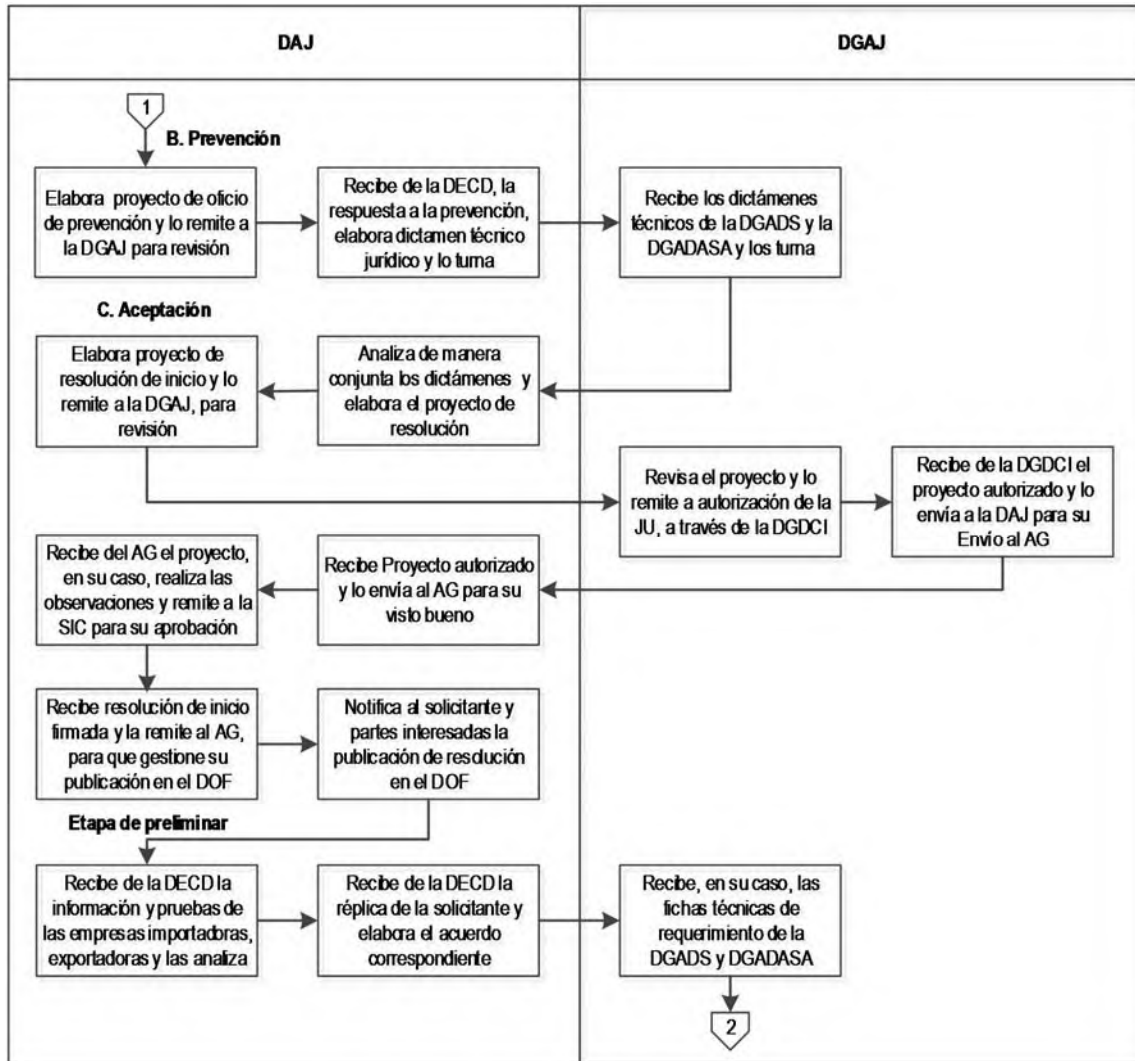 DAJ
DGAJ
1
B. Prevención
Elabora proyecto de oficio
de prevención y lo remite a
la DGAJ para revisión
Recibe de la DECD, la
respuesta a la prevención,
elabora dictamen técnico
jurídico y lo turna
Recibe los dictámenes
técnicos de la DGADS y la
DGADASA y los turna
C. Aceptación
Elabora proyecto de
resolución de inicio y lo
remite a la DGAJ, para
revisión
Analiza de manera
conjunta los dictámenes y
elabora el proyecto de
resolución
Revisa el proyecto y lo
remite a autorización de la
JU, a través de la DGDCI
Recibe de la DGDCI el
proyecto autorizado y lo
envía a la DAJ para su
Envío al AG
Recibe del AG el proyecto,
en su caso, realiza las
observaciones y remite a la
SIC para su aprobación
Recibe Proyecto autorizado
y lo envía al AG para su
visto bueno
Recibe resolución de inicio
firmada y la remite al AG,
para que gestione su
publicación en el DOF
Notifica al solicitante y
partes interesadas la
publicación de resolución
en el DOF
Etapa de preliminar
Recibe de la DECD la
información y pruebas de
las empresas importadoras,
exportadoras y las analiza
Recibe de la DECD la
réplica de la solicitante y
elabora el acuerdo
correspondiente
Recibe, en su caso, las
fichas técnicas de
requerimiento de la
DGADS y DGADASA
2